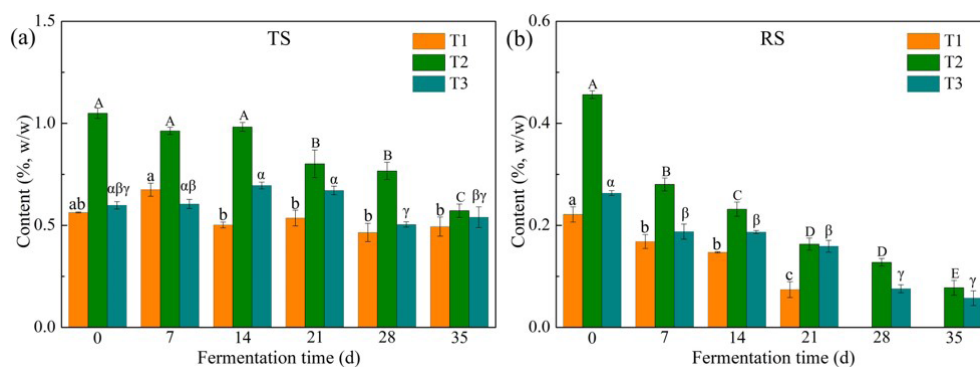 (a)
TS
T1
T2
T3
Content (%, w/w)
1.5
1.0
0.5
0.0
ab A αβγ
a A αβ
b A α
b B α
b B γ
b C βγ
0 7 14 21 28 35
Fermentation time (d)
(b)
RS
T1
T2
T3
Content (%, w/w)
0.6
0.4
0.2
0.0
a A α
b B β
b C β
c D β
D γ
E γ
0 7 14 21 28 35
Fermentation time (d)